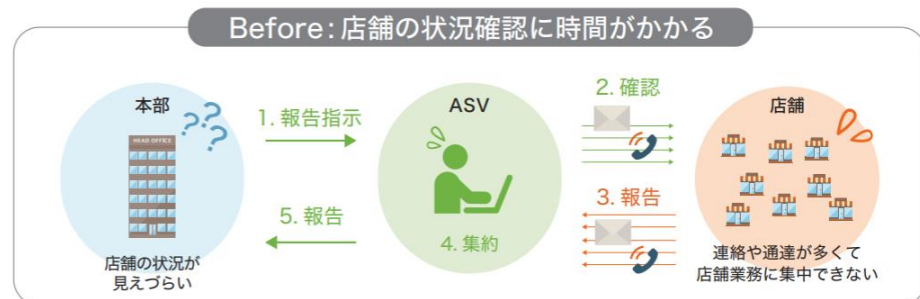 Before：店舗の状況確認に時間がかかる
本部
HEAD OFFICE
???
店舗の状況が
見えづらい
1. 報告指示
5. 報告
ASV
4. 集約
2. 確認
3. 報告
店舗
連絡や通達が多くて
店舗業務に集中できない